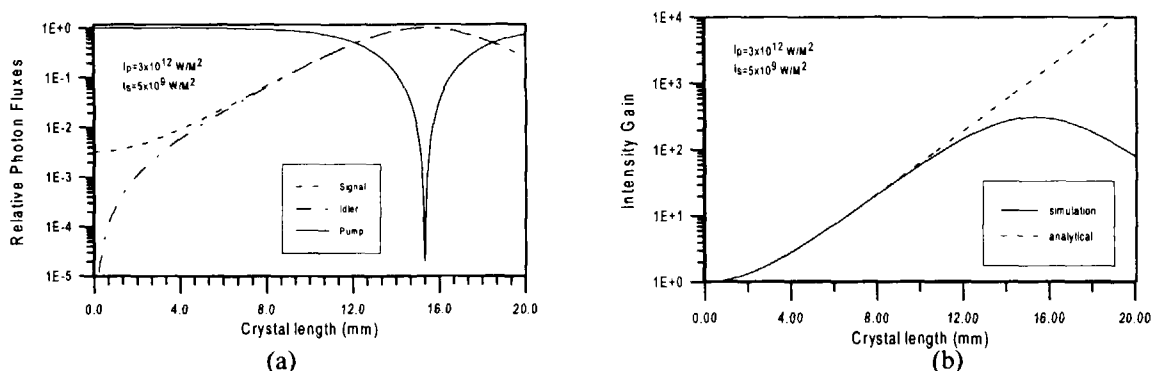 Relative Photon Fluxes
1E+0
1E-1
1E-2
1E-3
1E-4
1E-5
Ip=3x10^12 W/M^2
Is=5x10^9 W/M^2
Signal
Idler
Pump
0.0 4.0 8.0 12.0 16.0 20.0
Crystal length (mm)
(a)
(b)
Intensity Gain
1E+4
1E+3
1E+2
1E+1
1E+0
Ip=3x10^12 W/M^2
Is=5x10^9 W/M^2
simulation
analytical
0.00 4.00 8.00 12.00 16.00 20.00
Crystal length (mm)